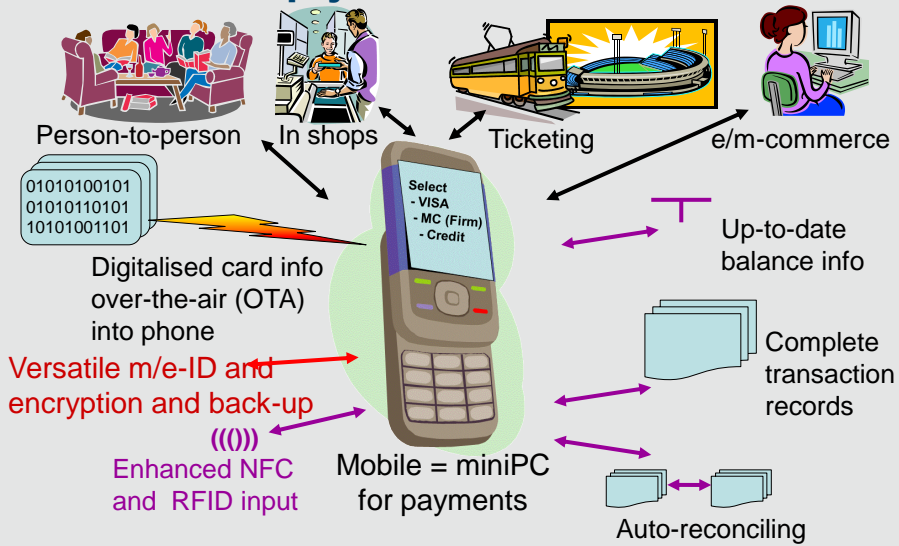 Person-to-person
In shops
Ticketing
e/m-commerce
01010100101
01010110101
10101001101
Select
- VISA
- MC (Firm)
- Credit
Digitalised card info
over-the-air (OTA)
into phone
Up-to-date
balance info
Versatile m/e-ID and
encryption and back-up
Complete
transaction
records
((()))
Enhanced NFC
and RFID input
Mobile = miniPC
for payments
Auto-reconciling